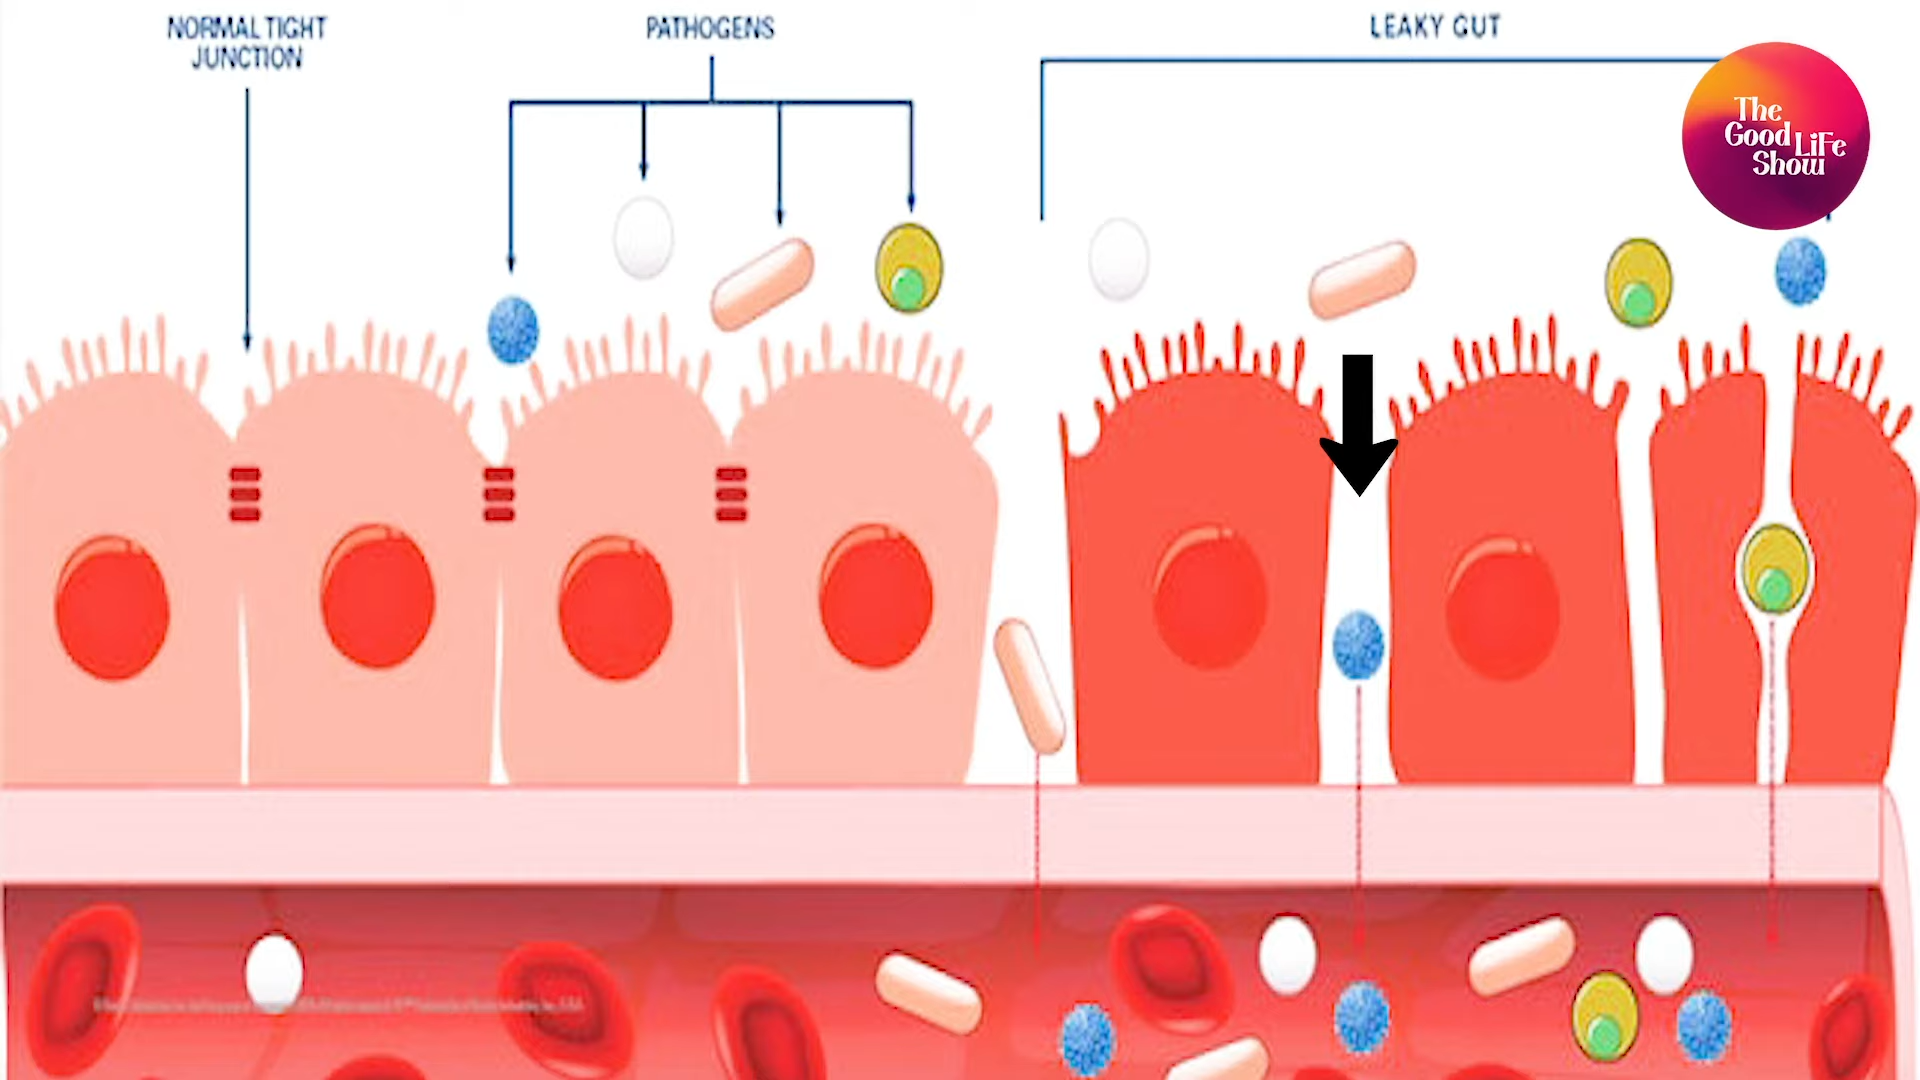 NORMAL TIGHT
JUNCTION
PATHOGENS
LEAKY GUT
The
Good LiFe
Show